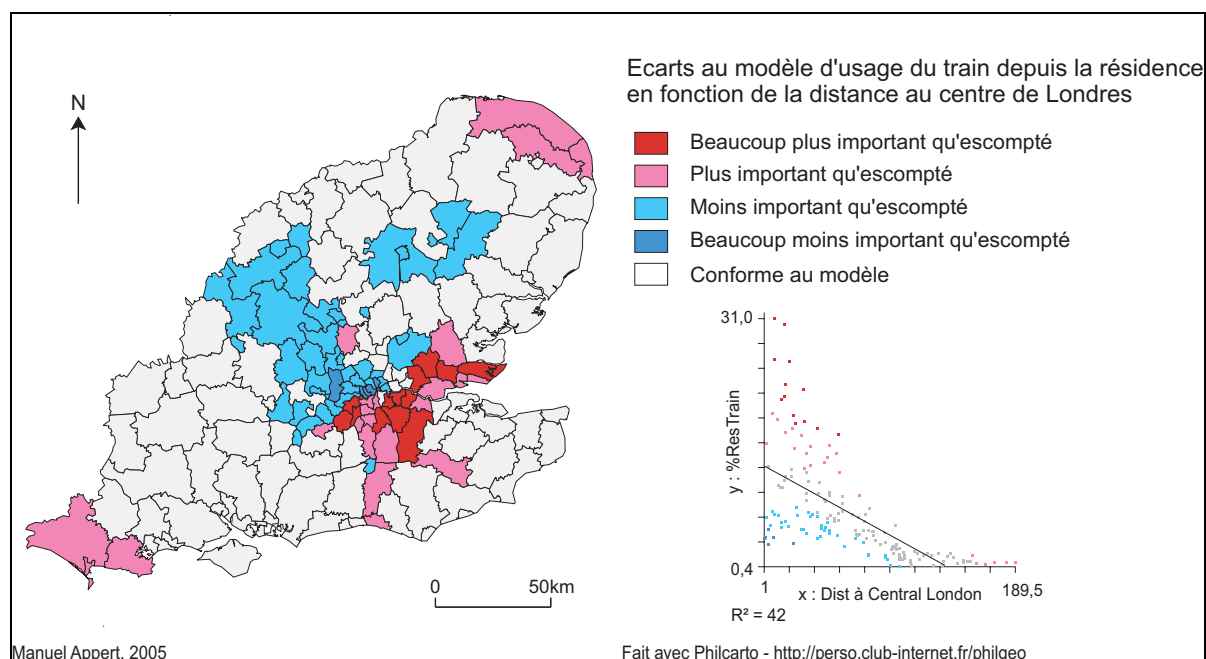 Ecarts au modèle d'usage du train depuis la résidence
en fonction de la distance au centre de Londres
N
Beaucoup plus important qu'escompté
Plus important qu'escompté
Moins important qu'escompté
Beaucoup moins important qu'escompté
Conforme au modèle
31,0
y : %ResTrain
0,4
1
x : Dist à Central London
189,5
R² = 42
0
50km
Manuel Appert, 2005
Fait avec Philcarto - http://perso.club-internet.fr/philgeo